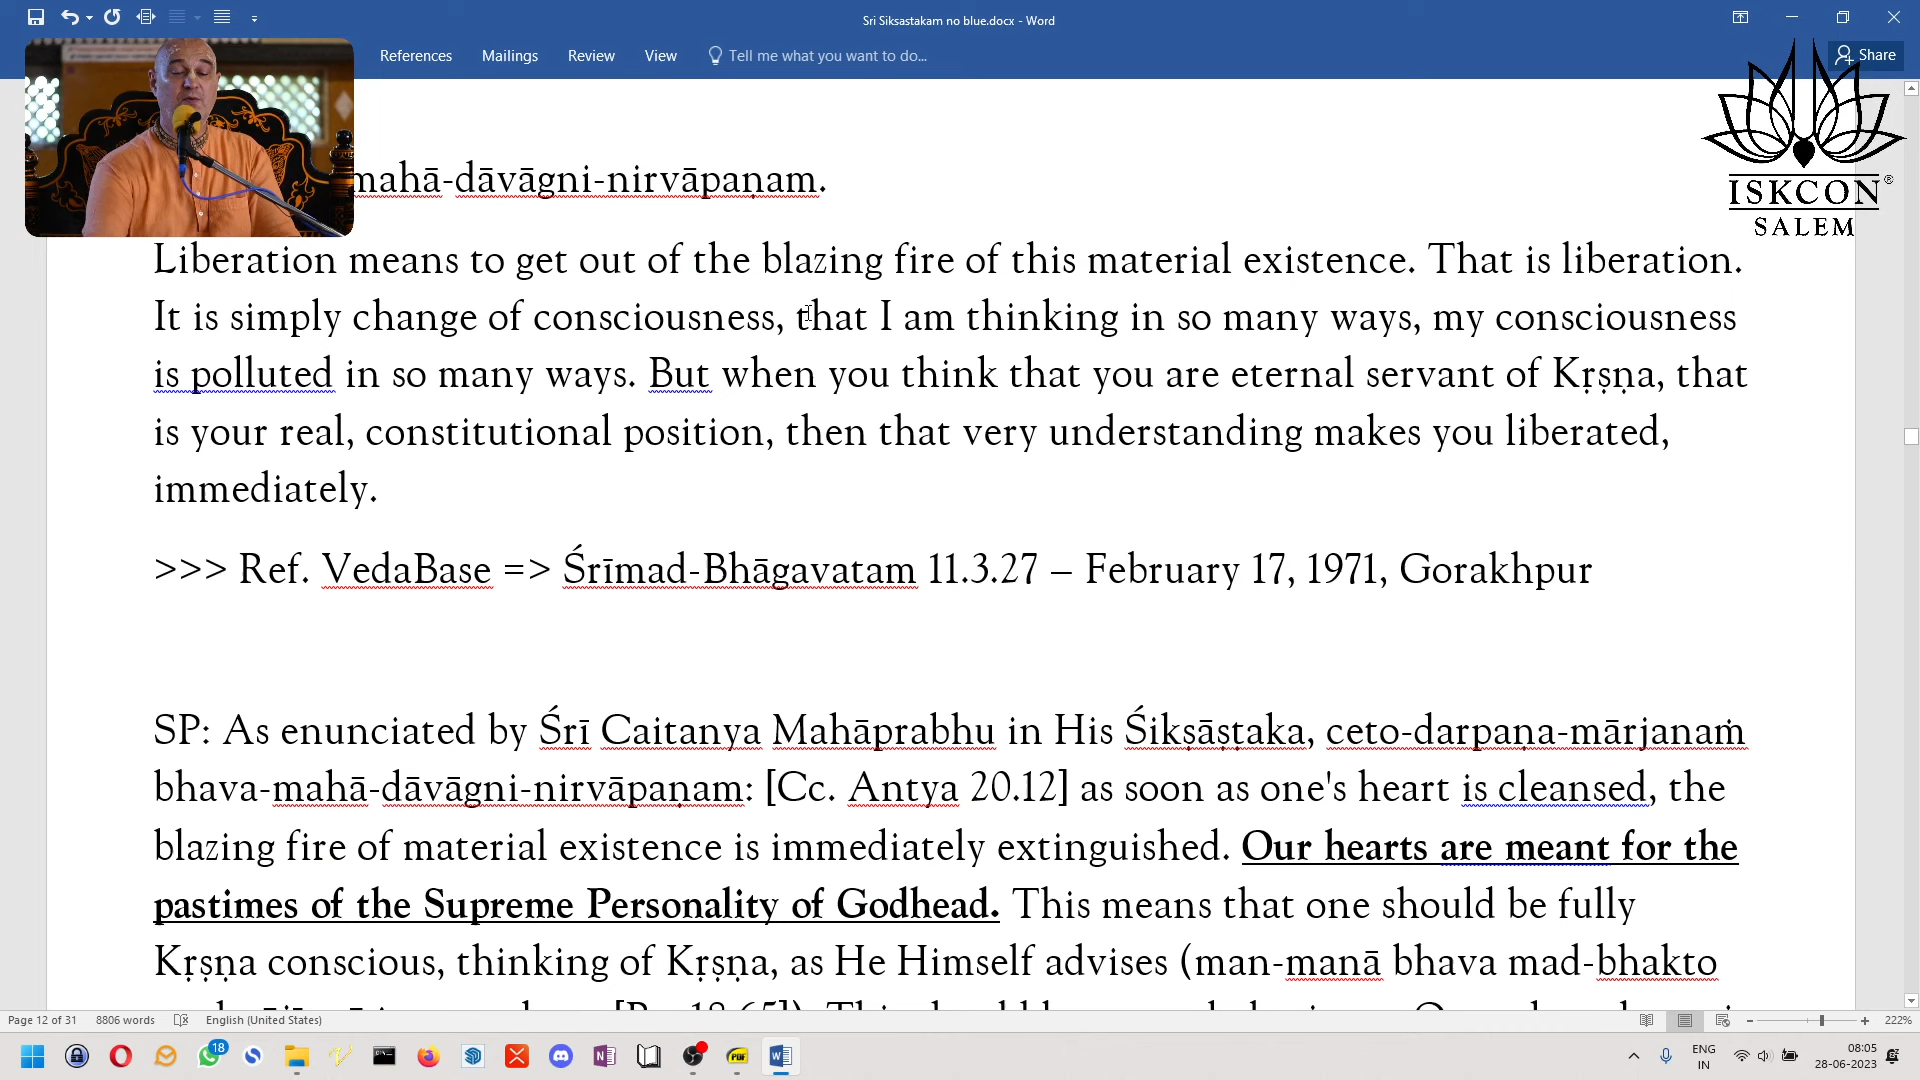 Sri Siksastakam no blue.docx - Word
References Mailings Review View Tell me what you want to do...
Share
ISKCON®
SALEM
mahā-dāvāgni-nirvāpaṇam.
Liberation means to get out of the blazing fire of this material existence. That is liberation.
It is simply change of consciousness, that I am thinking in so many ways, my consciousness
is polluted in so many ways. But when you think that you are eternal servant of Kṛṣṇa, that
is your real, constitutional position, then that very understanding makes you liberated,
immediately.
>>> Ref. VedaBase => Śrīmad-Bhāgavatam 11.3.27 – February 17, 1971, Gorakhpur
SP: As enunciated by Śrī Caitanya Mahāprabhu in His Śikṣāṣṭaka, ceto-darpaṇa-mārjanaṁ
bhava-mahā-dāvāgni-nirvāpaṇam: [Cc. Antya 20.12] as soon as one's heart is cleansed, the
blazing fire of material existence is immediately extinguished. Our hearts are meant for the
pastimes of the Supreme Personality of Godhead. This means that one should be fully
Kṛṣṇa conscious, thinking of Kṛṣṇa, as He Himself advises (man-manā bhava mad-bhakto
Page 12 of 31 8806 words English (United States) 222%
18
PDF
ENG
IN
08:05
28-06-2023